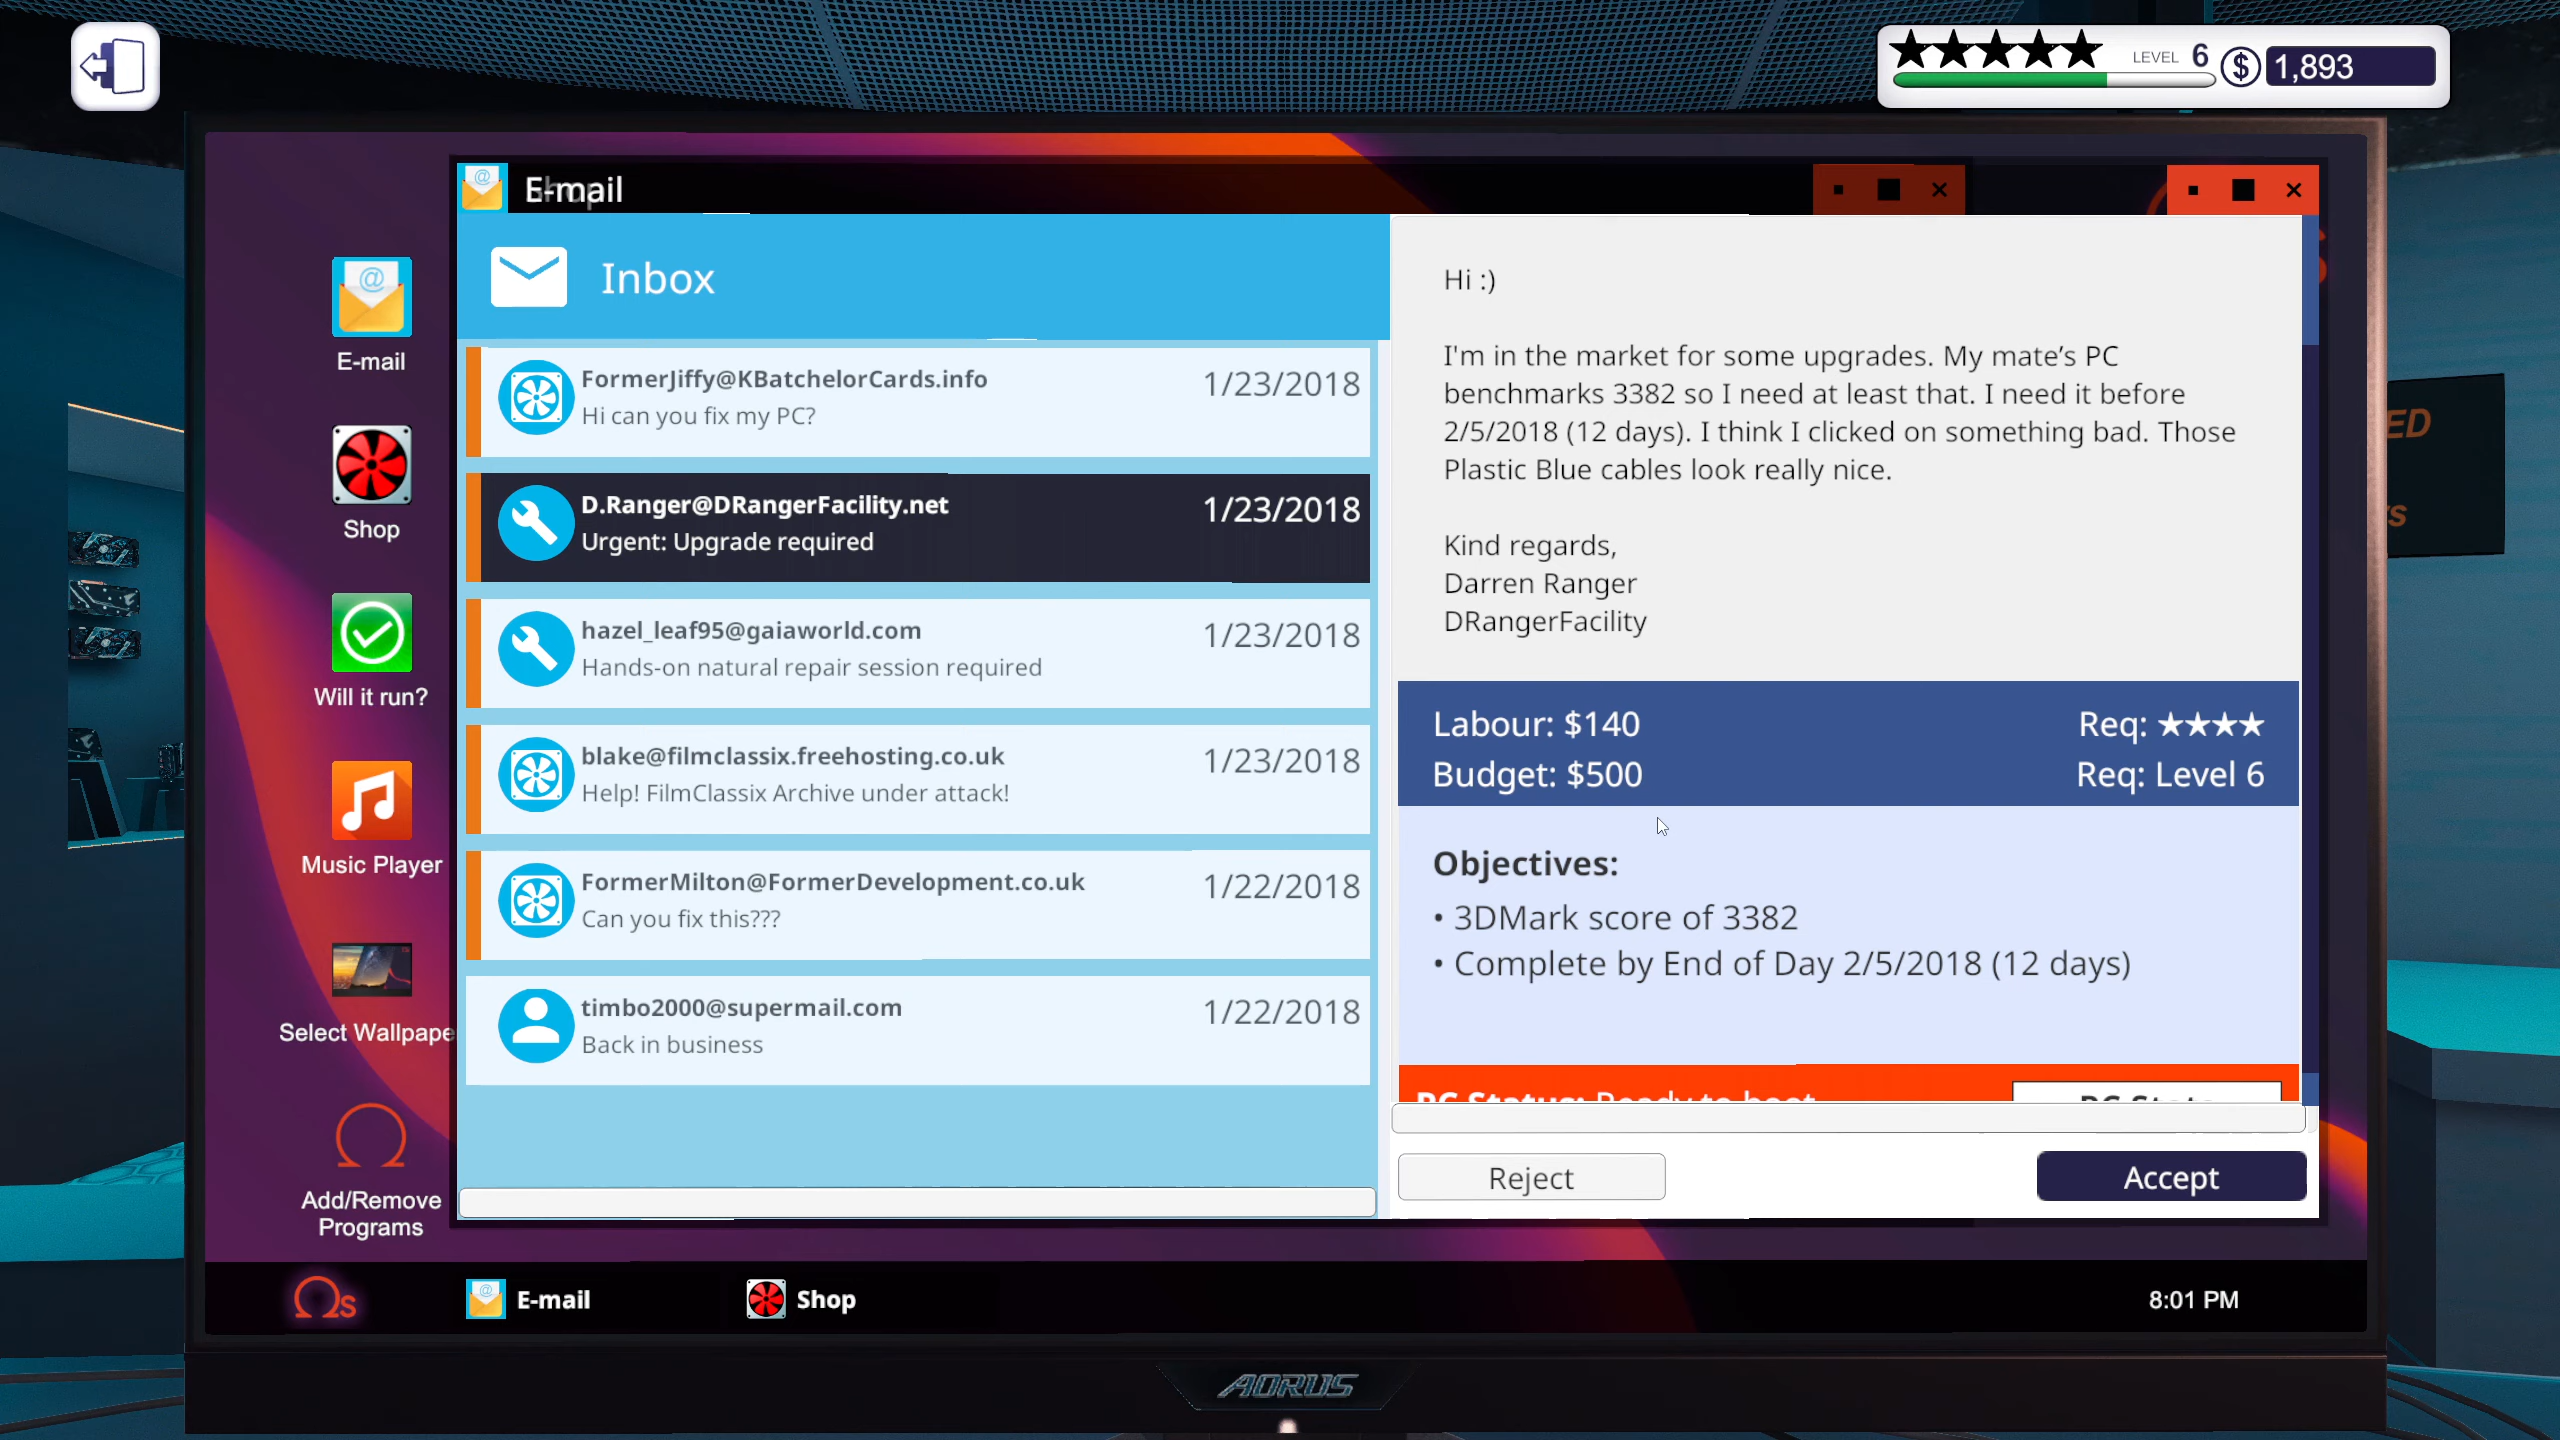 LEVEL 6
1,893
E-mail
E-mail
Shop
Will it run?
Music Player
Select Wallpape
Add/Remove
Programs
Inbox
FormerJiffy@KBatchelorCards.info
1/23/2018
Hi can you fix my PC?
D.Ranger@DRangerFacility.net
1/23/2018
Urgent: Upgrade required
hazel_leaf95@gaiaworld.com
1/23/2018
Hands-on natural repair session required
blake@filmclassix.freehosting.co.uk
1/23/2018
Help! FilmClassix Archive under attack!
FormerMilton@FormerDevelopment.co.uk
1/22/2018
Can you fix this???
timbo2000@supermail.com
1/22/2018
Back in business
Hi :)
I'm in the market for some upgrades. My mate's PC
benchmarks 3382 so I need at least that. I need it before
2/5/2018 (12 days). I think I clicked on something bad. Those
Plastic Blue cables look really nice.
Kind regards,
Darren Ranger
DRangerFacility
Labour: $140
Req: ★★★★
Budget: $500
Req: Level 6
Objectives:
• 3DMark score of 3382
• Complete by End of Day 2/5/2018 (12 days)
PC Status: Ready to boot
PC Stats
Reject
Accept
Ωs
E-mail
Shop
8:01 PM
AORUS